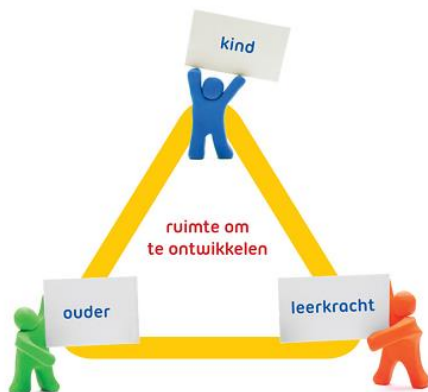 kind
ruimte om
te ontwikkelen
ouder
leerkracht